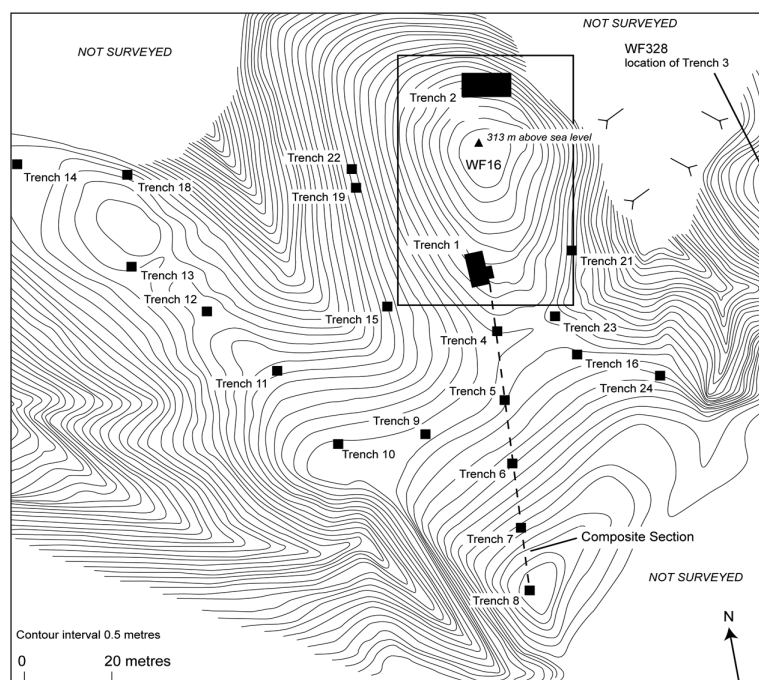 NOT SURVEYED
NOT SURVEYED
WF328
location of Trench 3
Trench 2
313 m above sea level
WF16
Trench 22
Trench 19
Trench 14
Trench 18
Trench 1
Trench 21
Trench 13
Trench 12
Trench 15
Trench 4
Trench 23
Trench 16
Trench 11
Trench 24
Trench 5
Trench 9
Trench 10
Trench 6
Trench 7
Composite Section
NOT SURVEYED
Trench 8
N
Contour interval 0.5 metres
0 20 metres